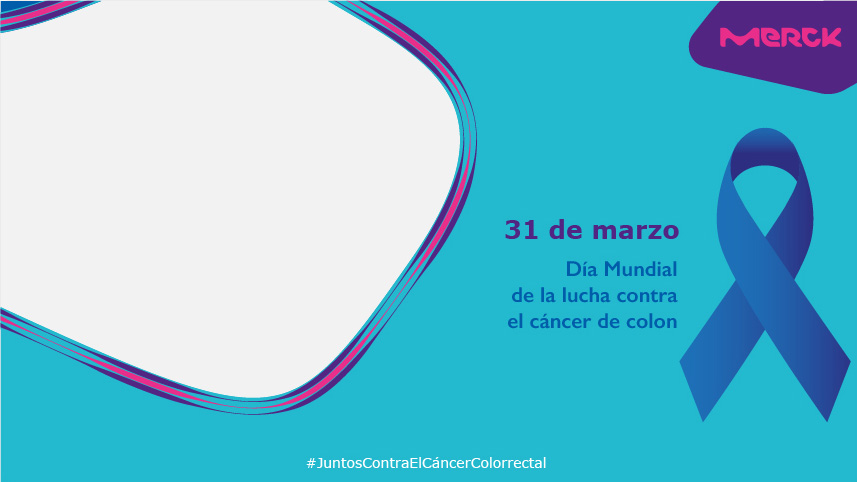 MERCK
31 de marzo
Día Mundial
de la lucha contra
el cáncer de colon
#JuntosContraElCáncerColorrectal